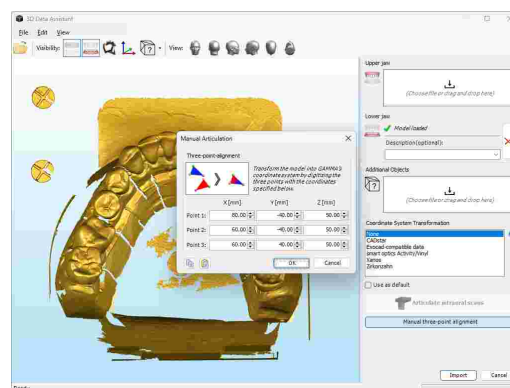 3D Data Assistant
File Edit View
Visibility:
View:
Upper jaw
(Choose file or drag and drop here)
Lower jaw
Model loaded
Description (optional):
Additional Objects
(Choose file or drag and drop here)
Coordinate System Transformation
None
CADstar
Exocad-compatible data
smart optics Activity/Vinyl
Xanos
Zirkonzahn
Use as default
Articulate intraoral scans
Manual three-point alignment
Import Cancel
Manual Articulation
Three-point-alignment
Transform the model into GAMMA's
coordinate system by digitizing the
three points with the coordinates
specified below.
X [mm] Y [mm] Z [mm]
Point 1: 80.00 -40.00 50.00
Point 2: 60.00 -40.00 50.00
Point 3: 60.00 40.00 50.00
OK Cancel
Ready